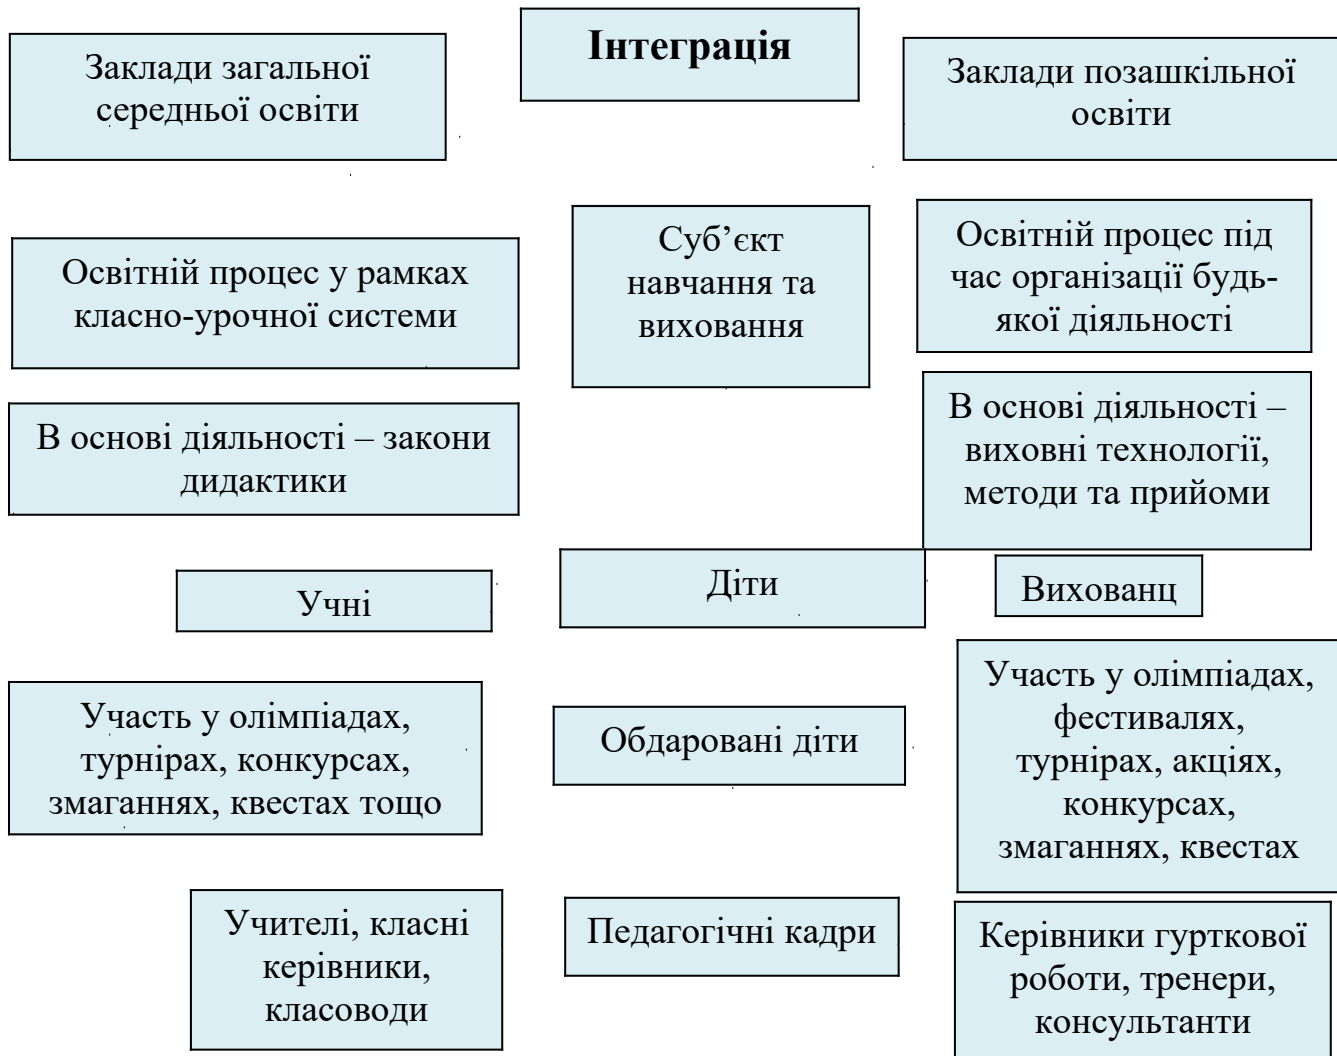 Інтеграція
Заклади загальної
середньої освіти
Заклади позашкільної
освіти
Освітній процес у рамках
класно-урочної системи
Суб’єкт
навчання та
виховання
Освітній процес під
час організації будь-
якої діяльності
В основі діяльності – закони
дидактики
В основі діяльності –
виховні технології,
методи та прийоми
Учні
Діти
Вихованц
Участь у олімпіадах,
турнірах, конкурсах,
змаганнях, квестах тощо
Обдаровані діти
Участь у олімпіадах,
фестивалях,
турнірах, акціях,
конкурсах,
змаганнях, квестах
Учителі, класні
керівники,
класоводи
Педагогічні кадри
Керівники гурткової
роботи, тренери,
консультанти